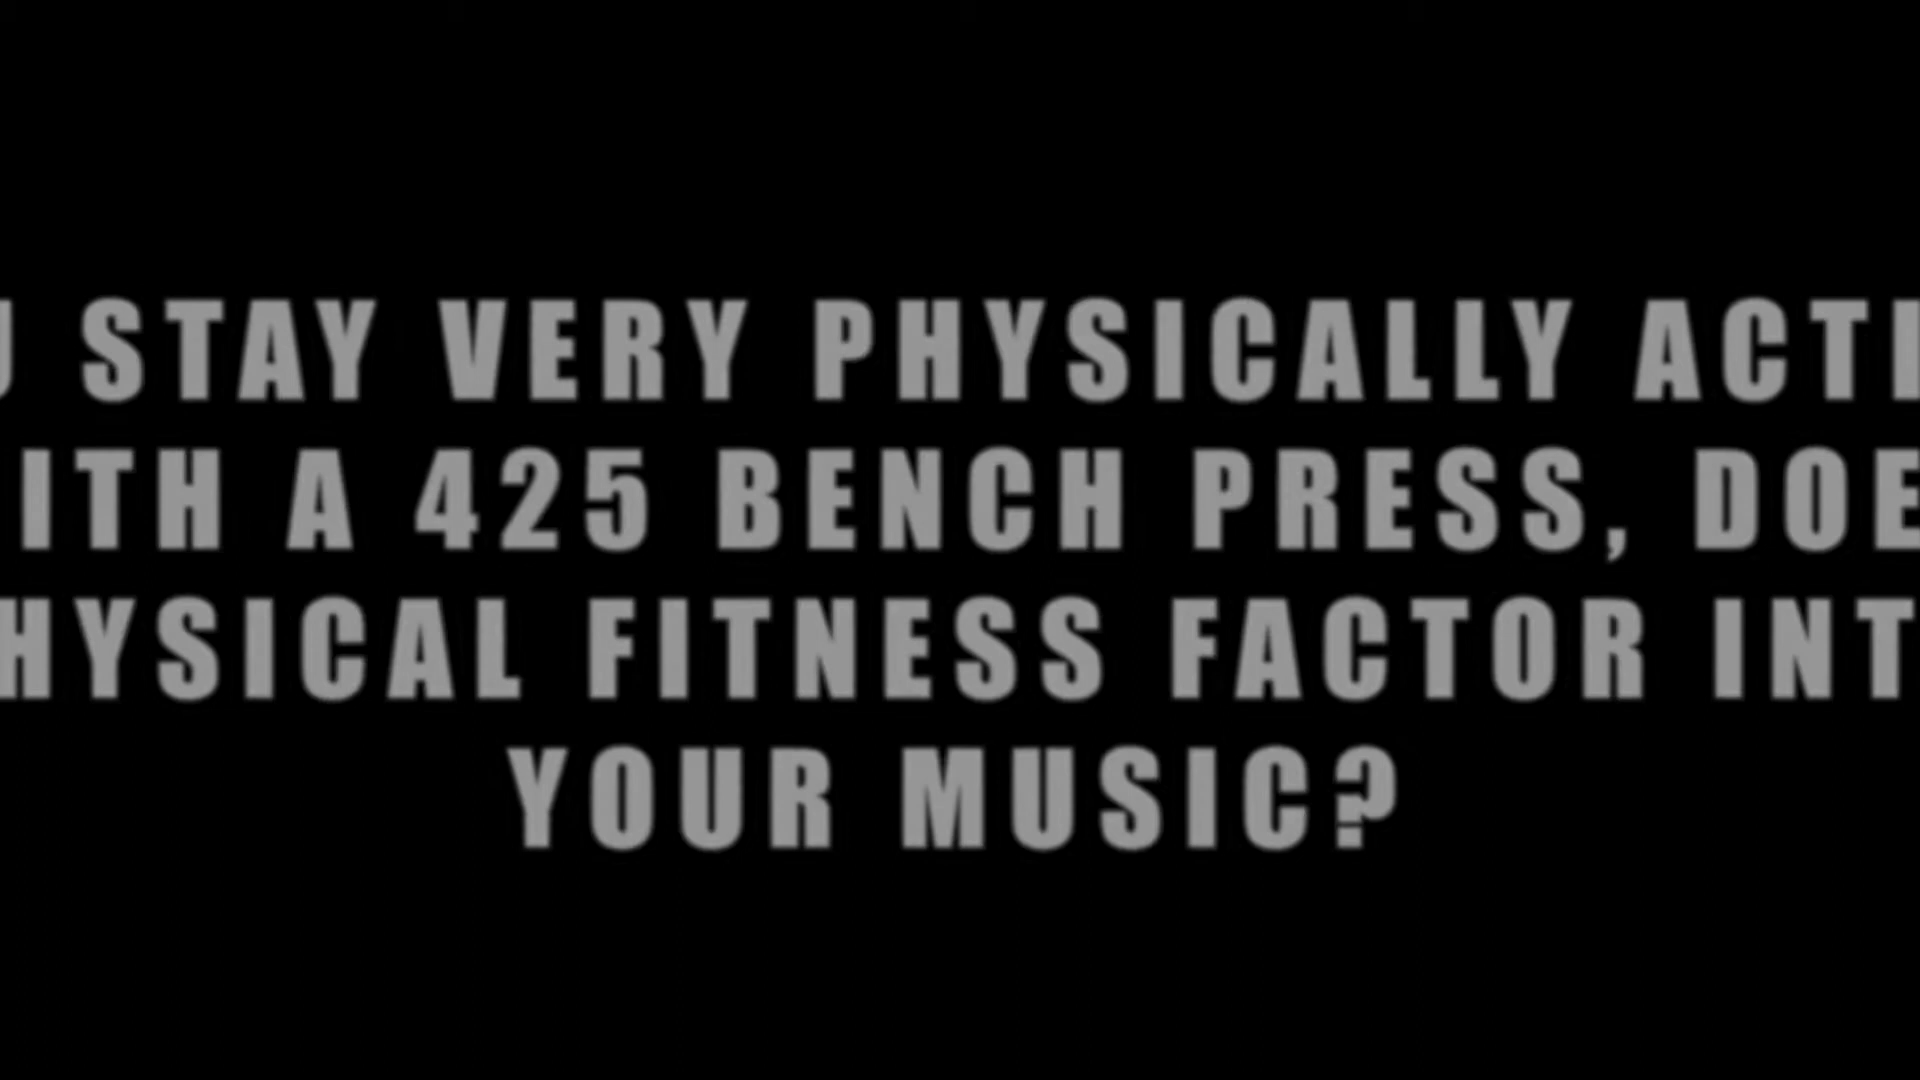 U STAY VERY PHYSICALLY ACTI
ITH A 425 BENCH PRESS, DOE
HYSICAL FITNESS FACTOR INT
YOUR MUSIC?